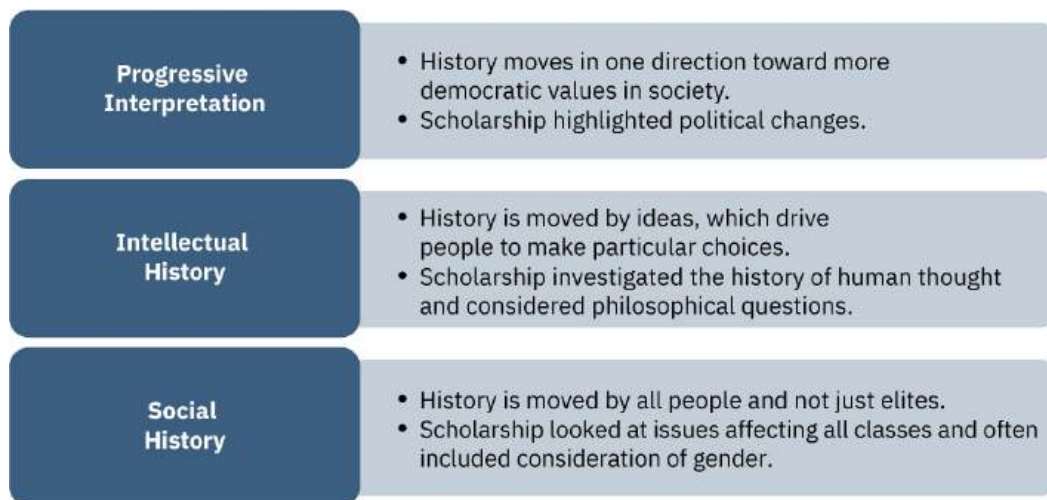 Progressive
Interpretation
• History moves in one direction toward more
democratic values in society.
• Scholarship highlighted political changes.
Intellectual
History
• History is moved by ideas, which drive
people to make particular choices.
• Scholarship investigated the history of human thought
and considered philosophical questions.
Social
History
• History is moved by all people and not just elites.
• Scholarship looked at issues affecting all classes and often
included consideration of gender.